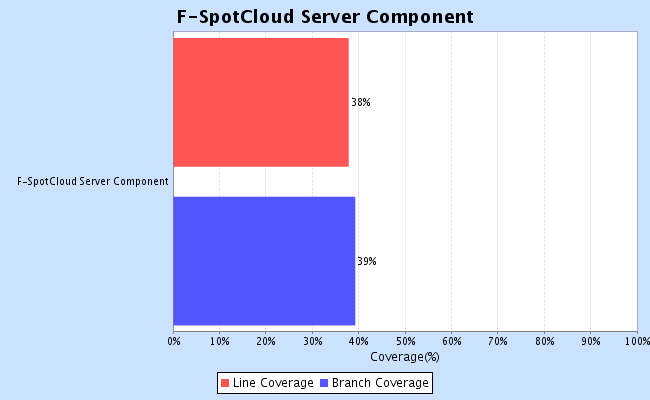 F-SpotCloud Server Component
38%
F-SpotCloud Server Component
39%
0% 10% 20% 30% 40% 50% 60% 70% 80% 90% 100%
Coverage(%)
Line Coverage Branch Coverage